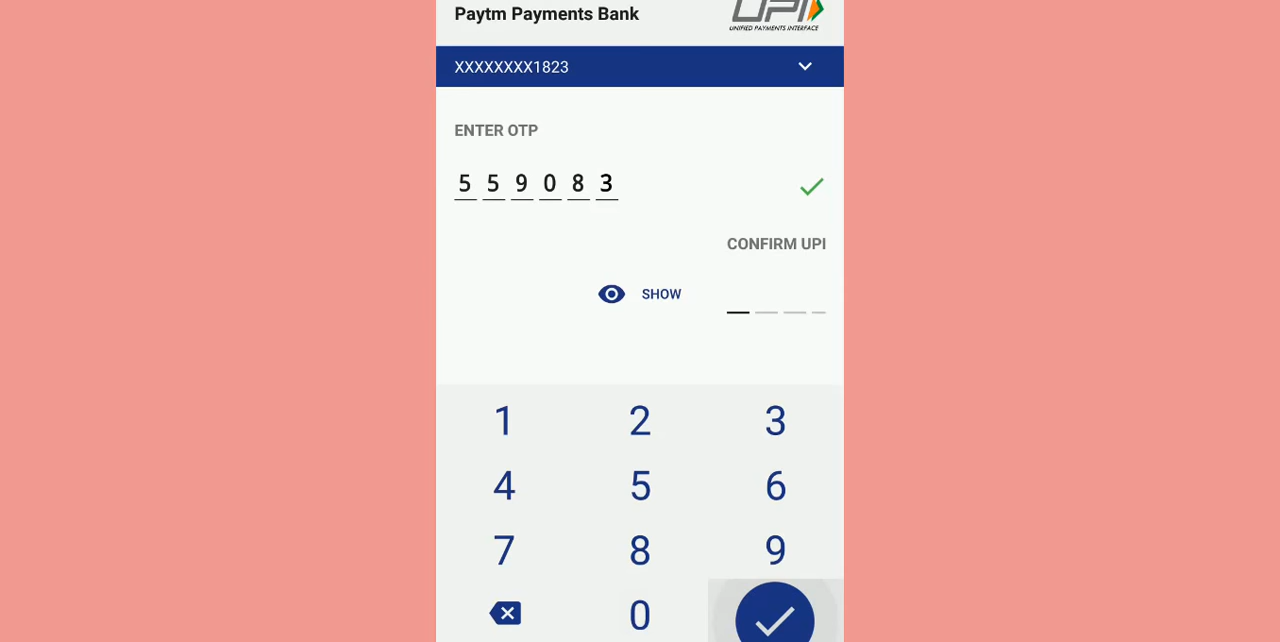 Paytm Payments Bank
UPI
UNIFIED PAYMENTS INTERFACE
XXXXXXXX1823
ENTER OTP
5 5 9 0 8 3
CONFIRM UPI
SHOW
1 2 3
4 5 6
7 8 9
0